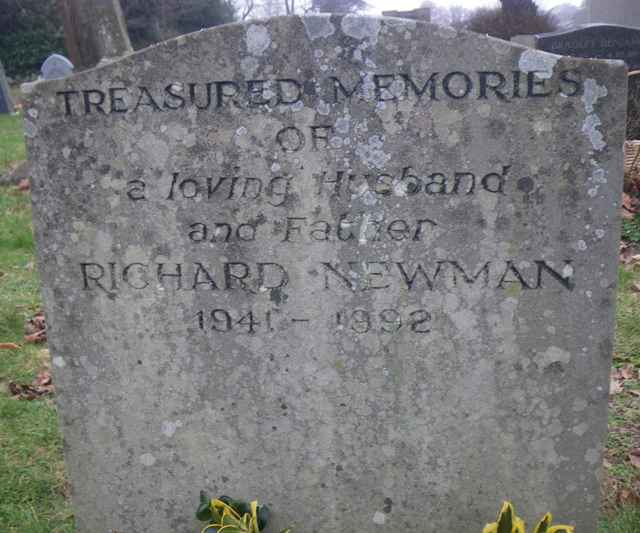 TREASURED MEMORIES
OF
a loving Husband
and Father
RICHARD NEWMAN
1941 - 1992